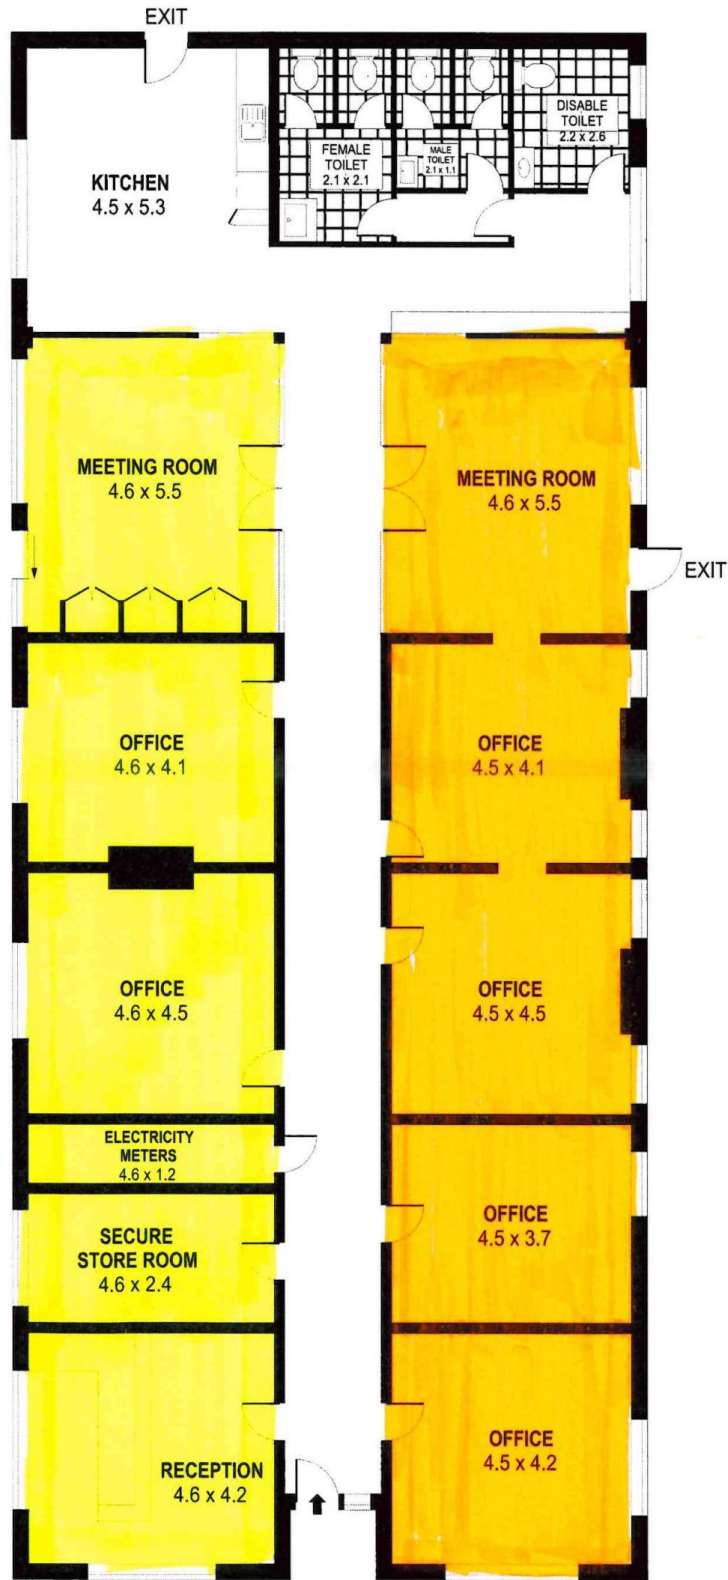 EXIT
KITCHEN
4.5 x 5.3
FEMALE
TOILET
2.1 x 2.1
MALE
TOILET
2.1 x 1.1
DISABLE
TOILET
2.2 x 2.6
MEETING ROOM
4.6 x 5.5
MEETING ROOM
4.6 x 5.5
EXIT
OFFICE
4.6 x 4.1
OFFICE
4.5 x 4.1
OFFICE
4.6 x 4.5
OFFICE
4.5 x 4.5
ELECTRICITY
METERS
4.6 x 1.2
SECURE
STORE ROOM
4.6 x 2.4
OFFICE
4.5 x 3.7
RECEPTION
4.6 x 4.2
OFFICE
4.5 x 4.2